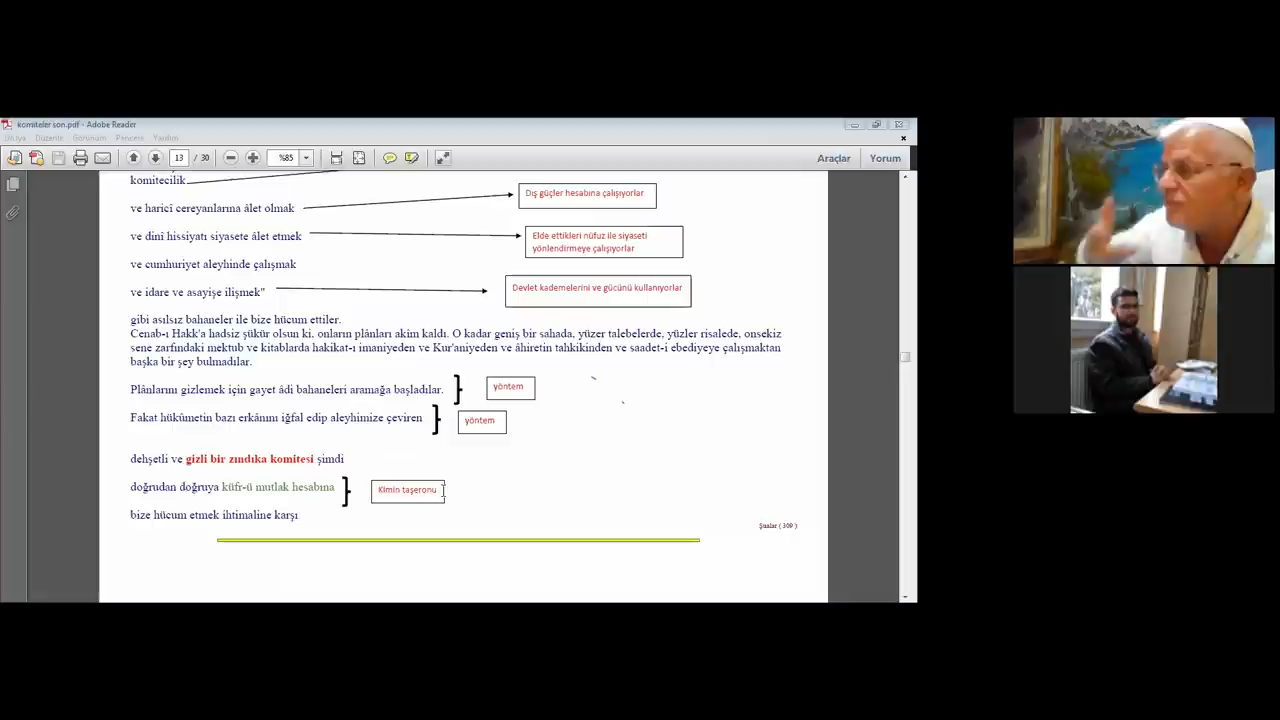 komiteler son.pdf - Adobe Reader
Dosya Düzenle Görünüm Pencere Yardım
13 / 30 %85 Araçlar Yorum
komitecilik
ve haricî cereyanlarına âlet olmak
Dış güçler hesabına çalışıyorlar
ve dinî hissiyatı siyasete âlet etmek
Elde ettikleri nüfuz ile siyaseti
yönlendirmeye çalışıyorlar
ve cumhuriyet aleyhinde çalışmak
ve idare ve asayişe ilişmek"
Devlet kademelerini ve gücünü kullanıyorlar
gibi asılsız bahaneler ile bize hücum ettiler.
Cenab-ı Hakk'a hadsiz şükür olsun ki, onların plânları akim kaldı. O kadar geniş bir sahada, yüzer talebelerde, yüzler risalede, onsekiz
sene zarfındaki mektub ve kitablarda hakikat-ı imaniyeden ve Kur'aniyeden ve âhiretin tahkikinden ve saadet-i ebediyeye çalışmaktan
başka bir şey bulmadılar.
Plânlarını gizlemek için gayet âdi bahaneleri aramağa başladılar.
yöntem
Fakat hükûmetin bazı erkânını iğfal edip aleyhimize çeviren
yöntem
dehşetli ve gizli bir zındıka komitesi şimdi
doğrudan doğruya küfr-ü mutlak hesabına
Kimin taşeronu
bize hücum etmek ihtimaline karşı
Şualar ( 309 )